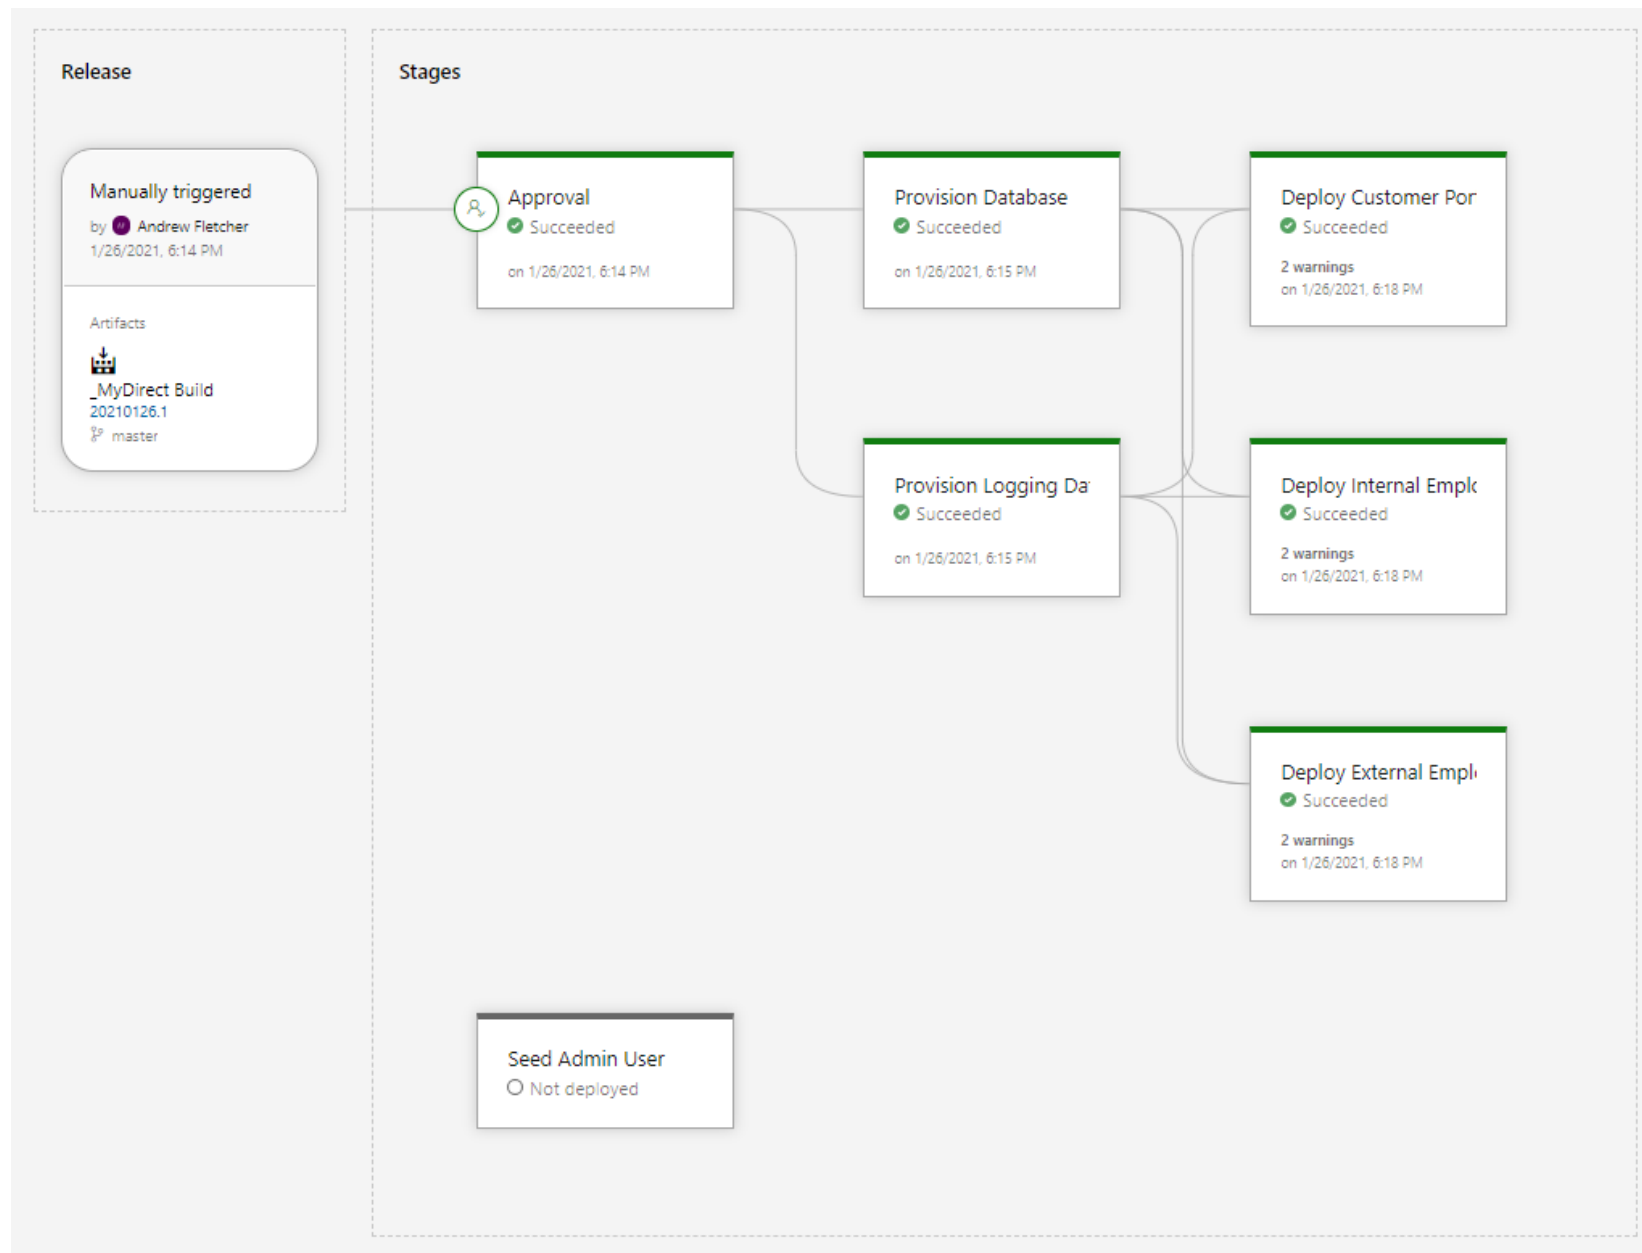 Release
Manually triggered
by Andrew Fletcher
1/26/2021, 6:14 PM
Artifacts
_MyDirect Build
20210126.1
master
Stages
Approval
Succeeded
on 1/26/2021, 6:14 PM
Provision Database
Succeeded
on 1/26/2021, 6:15 PM
Deploy Customer Por
Succeeded
2 warnings
on 1/26/2021, 6:18 PM
Provision Logging Da
Succeeded
on 1/26/2021, 6:15 PM
Deploy Internal Emplo
Succeeded
2 warnings
on 1/26/2021, 6:18 PM
Deploy External Empl
Succeeded
2 warnings
on 1/26/2021, 6:18 PM
Seed Admin User
Not deployed